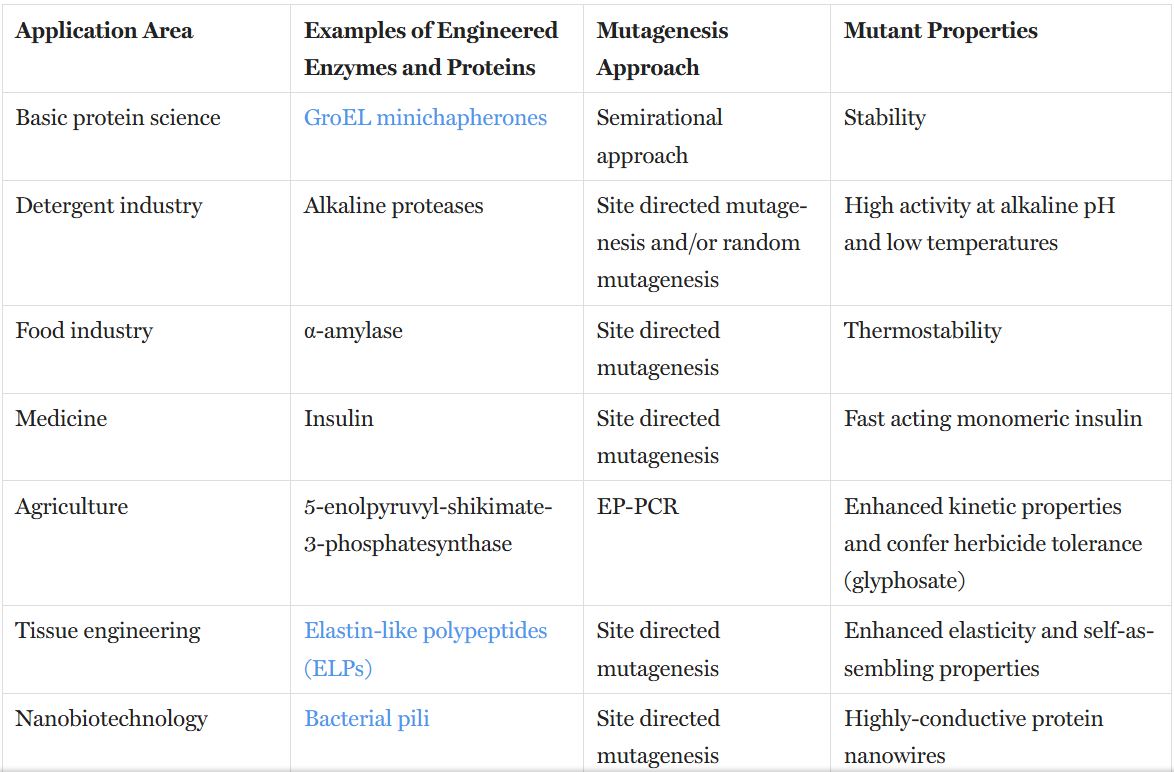 Application Area
Examples of Engineered
Enzymes and Proteins
Mutagenesis
Approach
Mutant Properties
Basic protein science
GroEL minichapherones
Semirational
approach
Stability
Detergent industry
Alkaline proteases
Site directed mutage-
nesis and/or random
mutagenesis
High activity at alkaline pH
and low temperatures
Food industry
α-amylase
Site directed
mutagenesis
Thermostability
Medicine
Insulin
Site directed
mutagenesis
Fast acting monomeric insulin
Agriculture
5-enolpyruvyl-shikimate-
3-phosphatesynthase
EP-PCR
Enhanced kinetic properties
and confer herbicide tolerance
(glyphosate)
Tissue engineering
Elastin-like polypeptides
(ELPs)
Site directed
mutagenesis
Enhanced elasticity and self-as-
sembling properties
Nanobiotechnology
Bacterial pili
Site directed
mutagenesis
Highly-conductive protein
nanowires